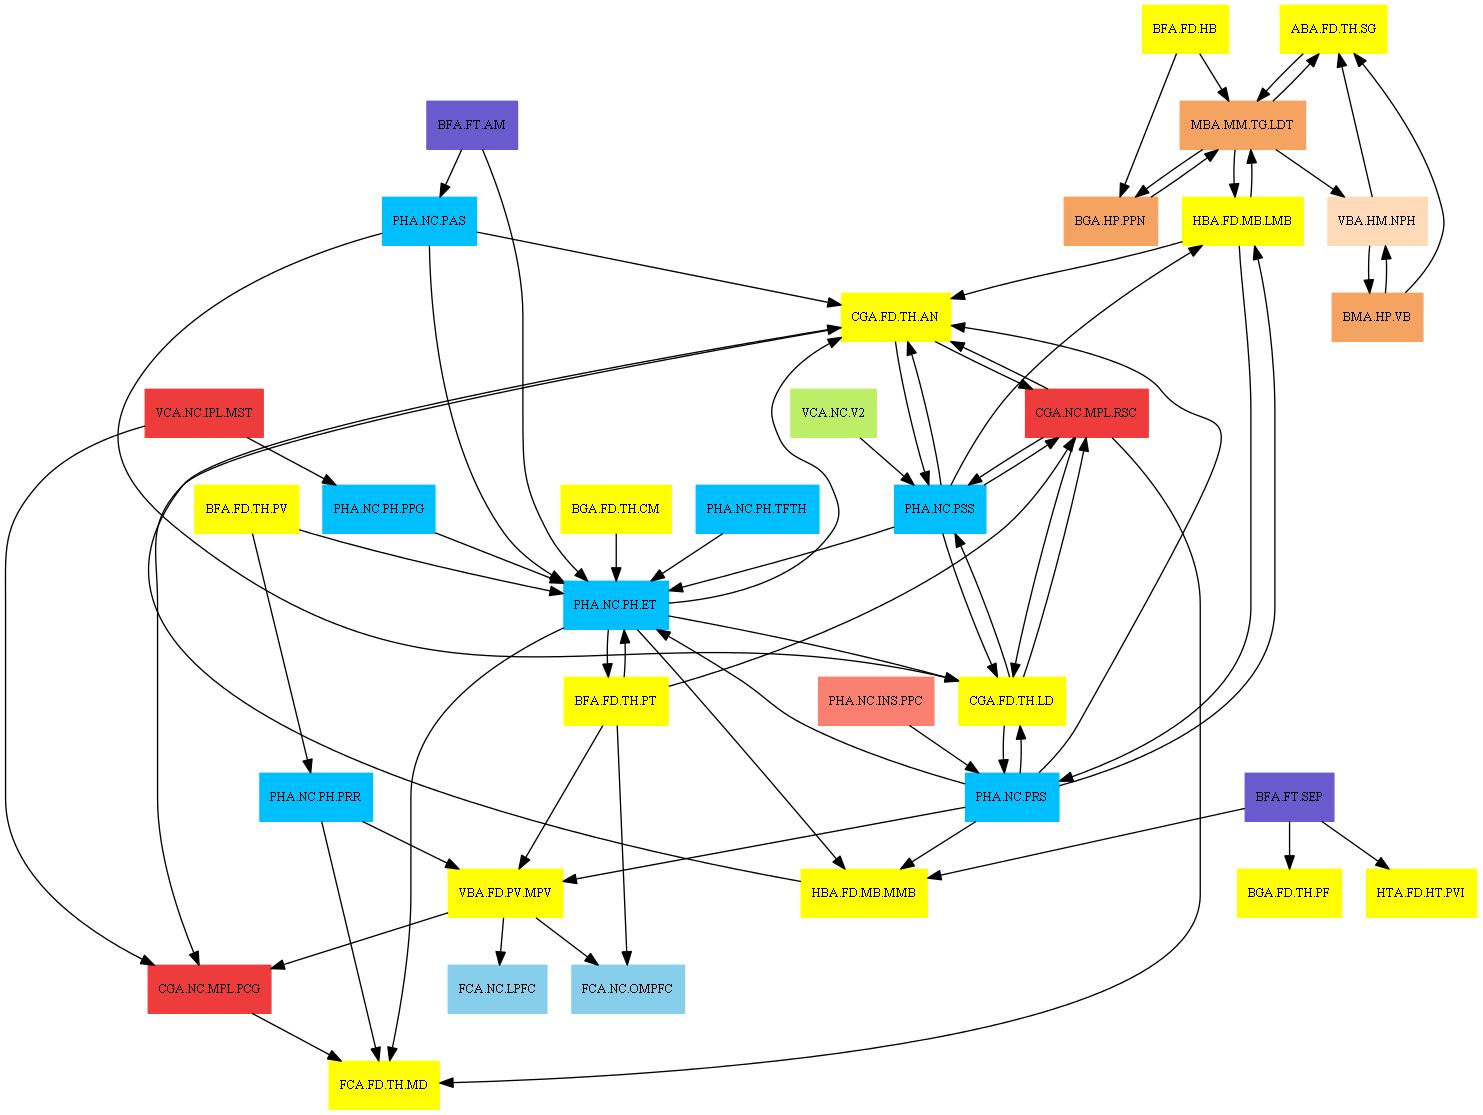 BFA.FD.HB
ABA.FD.TH.SG
BFA.FT.AM
MBA.MM.TG.LDT
PHA.NC.PAS
BGA.HP.PPN
HBA.FD.MB.LMB
VBA.HM.NPH
CGA.FD.TH.AN
BMA.HP.VB
VCA.NC.IPL.MST
VCA.NC.V2
CGA.NC.MPL.RSC
BFA.FD.TH.PV
PHA.NC.PH.PPG
BGA.FD.TH.CM
PHA.NC.PH.TFTH
PHA.NC.PSS
PHA.NC.PH.ET
BFA.FD.TH.PT
PHA.NC.INS.PPC
CGA.FD.TH.LD
PHA.NC.PH.PRR
PHA.NC.PRS
BFA.FT.SEP
VBA.FD.PV.MPV
HBA.FD.MB.MMB
BGA.FD.TH.PF
HTA.FD.HT.PVI
CGA.NC.MPL.PCG
FCA.NC.LPFC
FCA.NC.OMPFC
FCA.FD.TH.MD